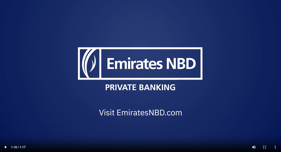 Emirates NBD
PRIVATE BANKING
Visit EmiratesNBD.com